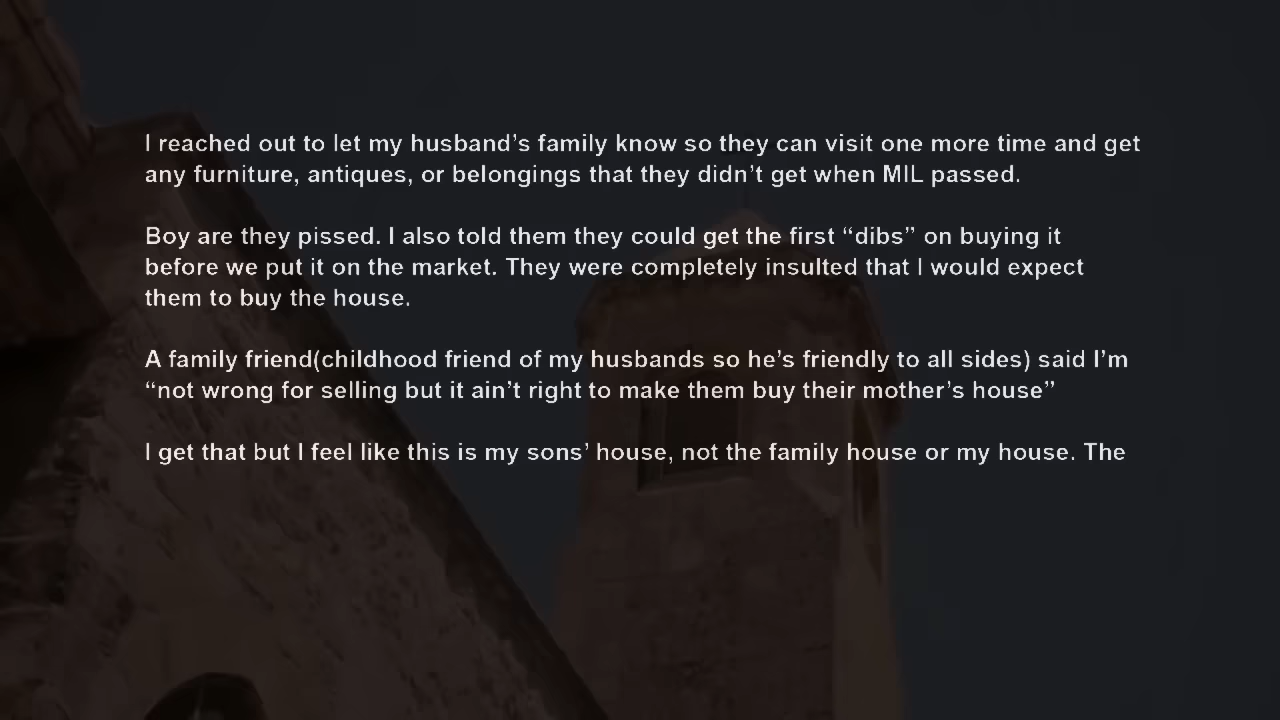 I reached out to let my husband’s family know so they can visit one more time and get
any furniture, antiques, or belongings that they didn’t get when MIL passed.
Boy are they pissed. I also told them they could get the first “dibs” on buying it
before we put it on the market. They were completely insulted that I would expect
them to buy the house.
A family friend(childhood friend of my husbands so he’s friendly to all sides) said I’m
“not wrong for selling but it ain’t right to make them buy their mother’s house”
I get that but I feel like this is my sons’ house, not the family house or my house. The